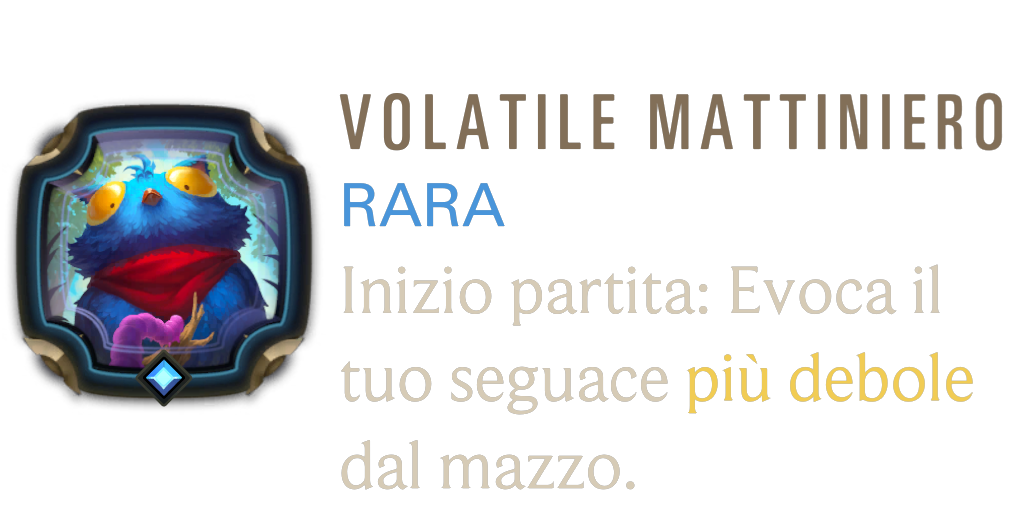 VOLATILE MATTINIERO
RARA
Inizio partita: Evoca il
tuo seguace più debole
dal mazzo.